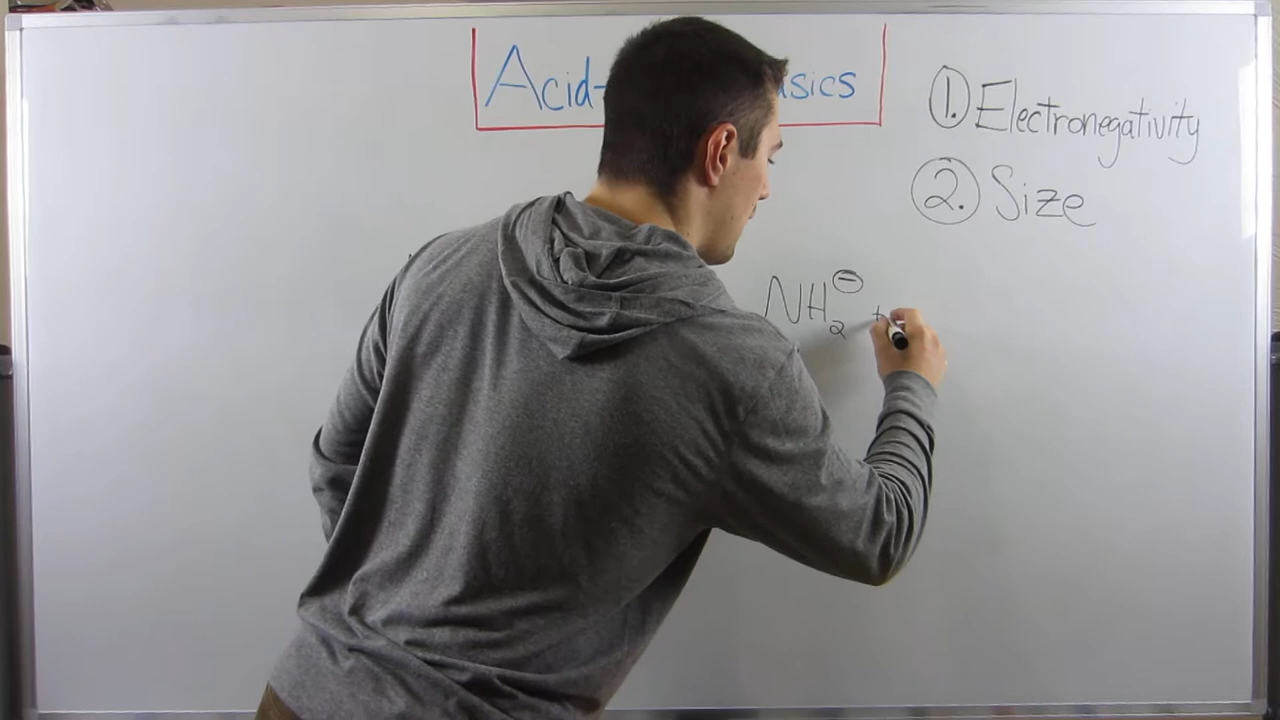 Acid- asics
1. Electronegativity
2. Size
NH₂⊖ +